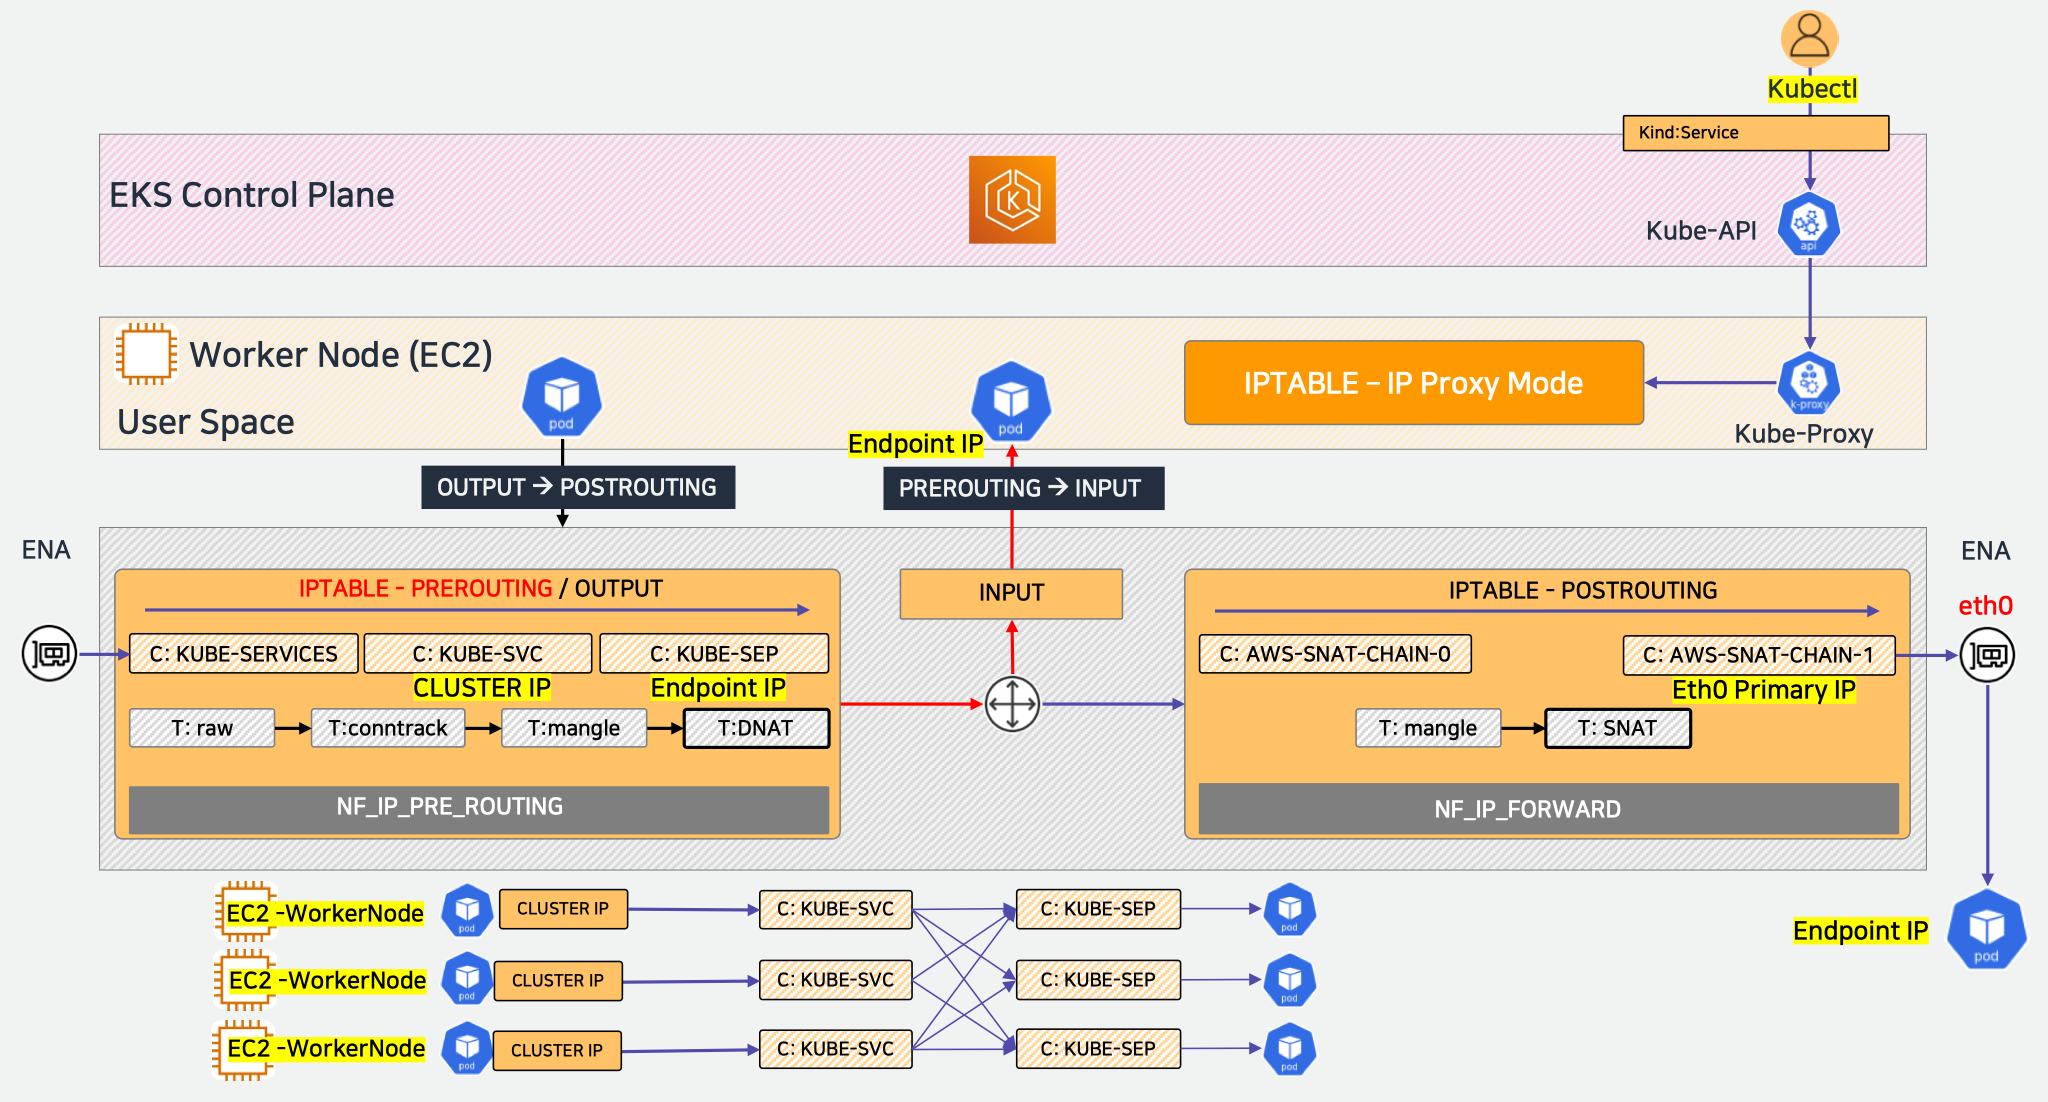 Kubectl
Kind:Service
EKS Control Plane
K
Kube-API
api
Worker Node (EC2)
User Space
pod
Endpoint IP
pod
IPTABLE – IP Proxy Mode
k-proxy
Kube-Proxy
OUTPUT → POSTROUTING
PREROUTING → INPUT
ENA
ENA
IPTABLE - PREROUTING / OUTPUT
INPUT
IPTABLE - POSTROUTING
eth0
C: KUBE-SERVICES
C: KUBE-SVC
C: KUBE-SEP
C: AWS-SNAT-CHAIN-0
C: AWS-SNAT-CHAIN-1
CLUSTER IP
Endpoint IP
Eth0 Primary IP
T: raw
T:conntrack
T:mangle
T:DNAT
T: mangle
T: SNAT
NF_IP_PRE_ROUTING
NF_IP_FORWARD
EC2 -WorkerNode
pod
CLUSTER IP
C: KUBE-SVC
C: KUBE-SEP
pod
Endpoint IP
pod
EC2 -WorkerNode
pod
CLUSTER IP
C: KUBE-SVC
C: KUBE-SEP
pod
EC2 -WorkerNode
pod
CLUSTER IP
C: KUBE-SVC
C: KUBE-SEP
pod